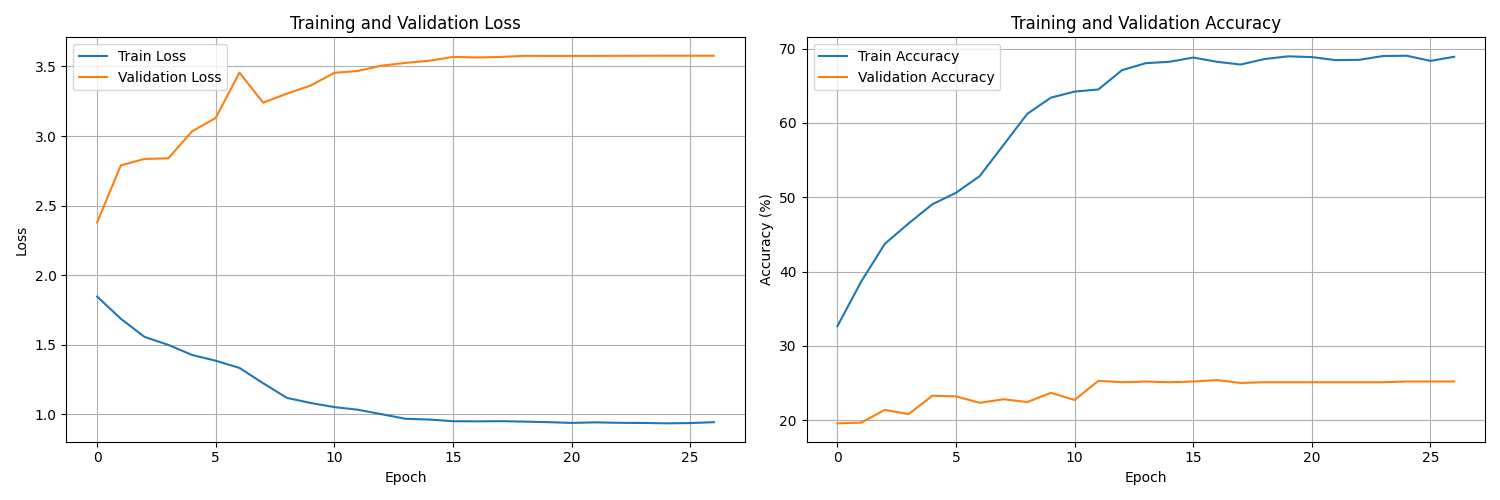 Training and Validation Loss
Train Loss
Validation Loss
3.5
3.0
2.5
2.0
1.5
1.0
Loss
0 5 10 15 20 25
Epoch
Training and Validation Accuracy
Train Accuracy
Validation Accuracy
70
60
50
40
30
20
Accuracy (%)
0 5 10 15 20 25
Epoch